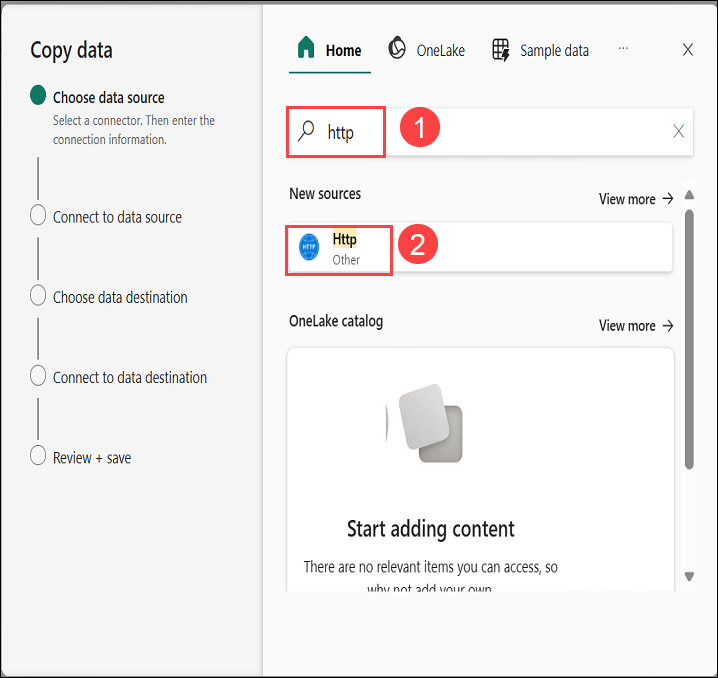 Copy data
Choose data source
Select a connector. Then enter the
connection information.
Connect to data source
Choose data destination
Connect to data destination
Review + save
Home
OneLake
Sample data
...
http
1
New sources
View more
HTTP
Http
Other
2
OneLake catalog
View more
Start adding content
There are no relevant items you can access, so
why not add your own